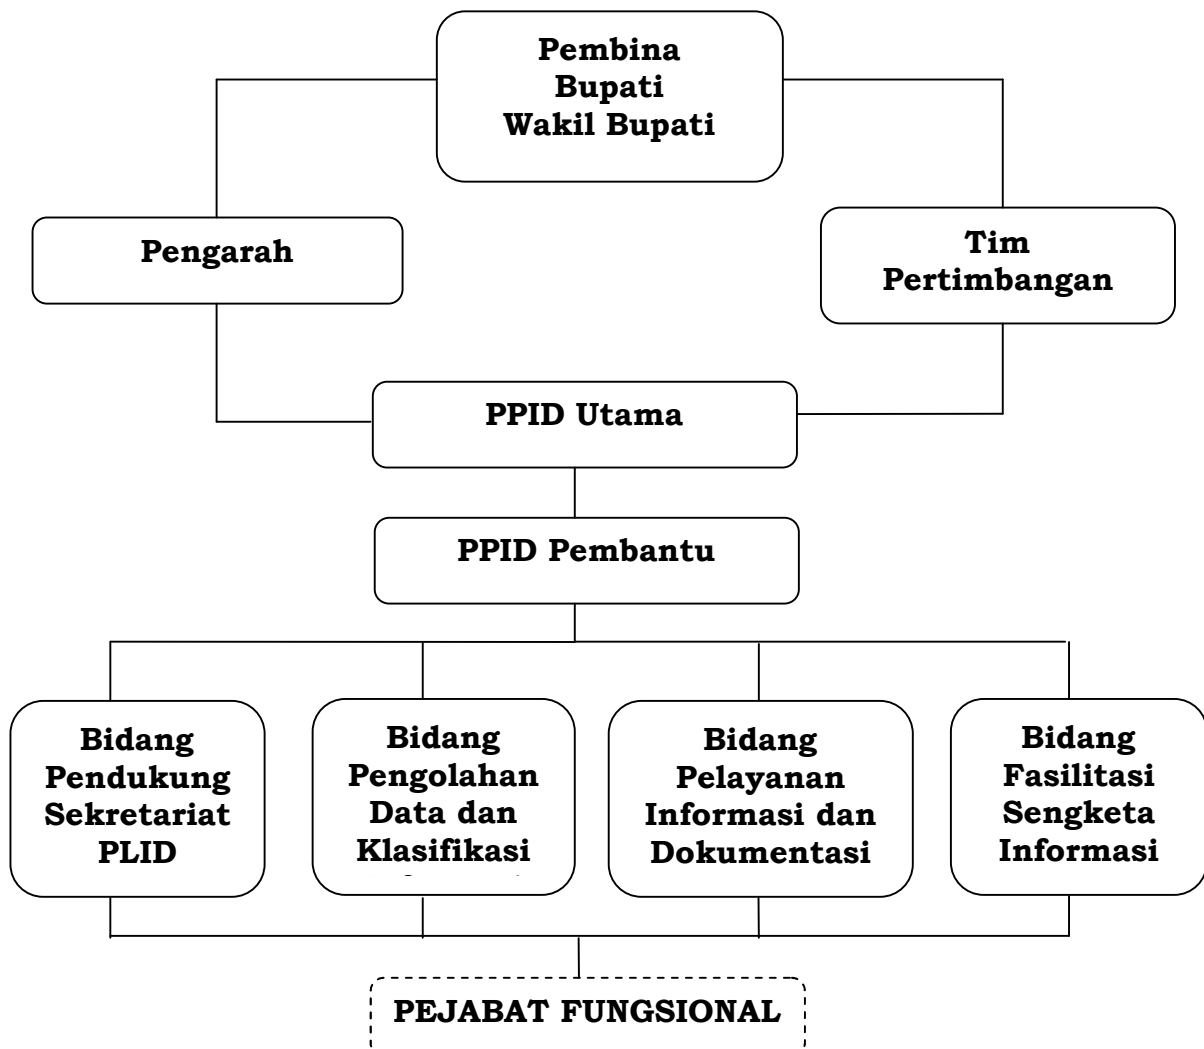 Pembina
Bupati
Wakil Bupati
Pengarah
Tim
Pertimbangan
PPID Utama
PPID Pembantu
Bidang
Pendukung
Sekretariat
PLID
Bidang
Pengolahan
Data dan
Klasifikasi
Bidang
Pelayanan
Informasi dan
Dokumentasi
Bidang
Fasilitasi
Sengketa
Informasi
PEJABAT FUNGSIONAL